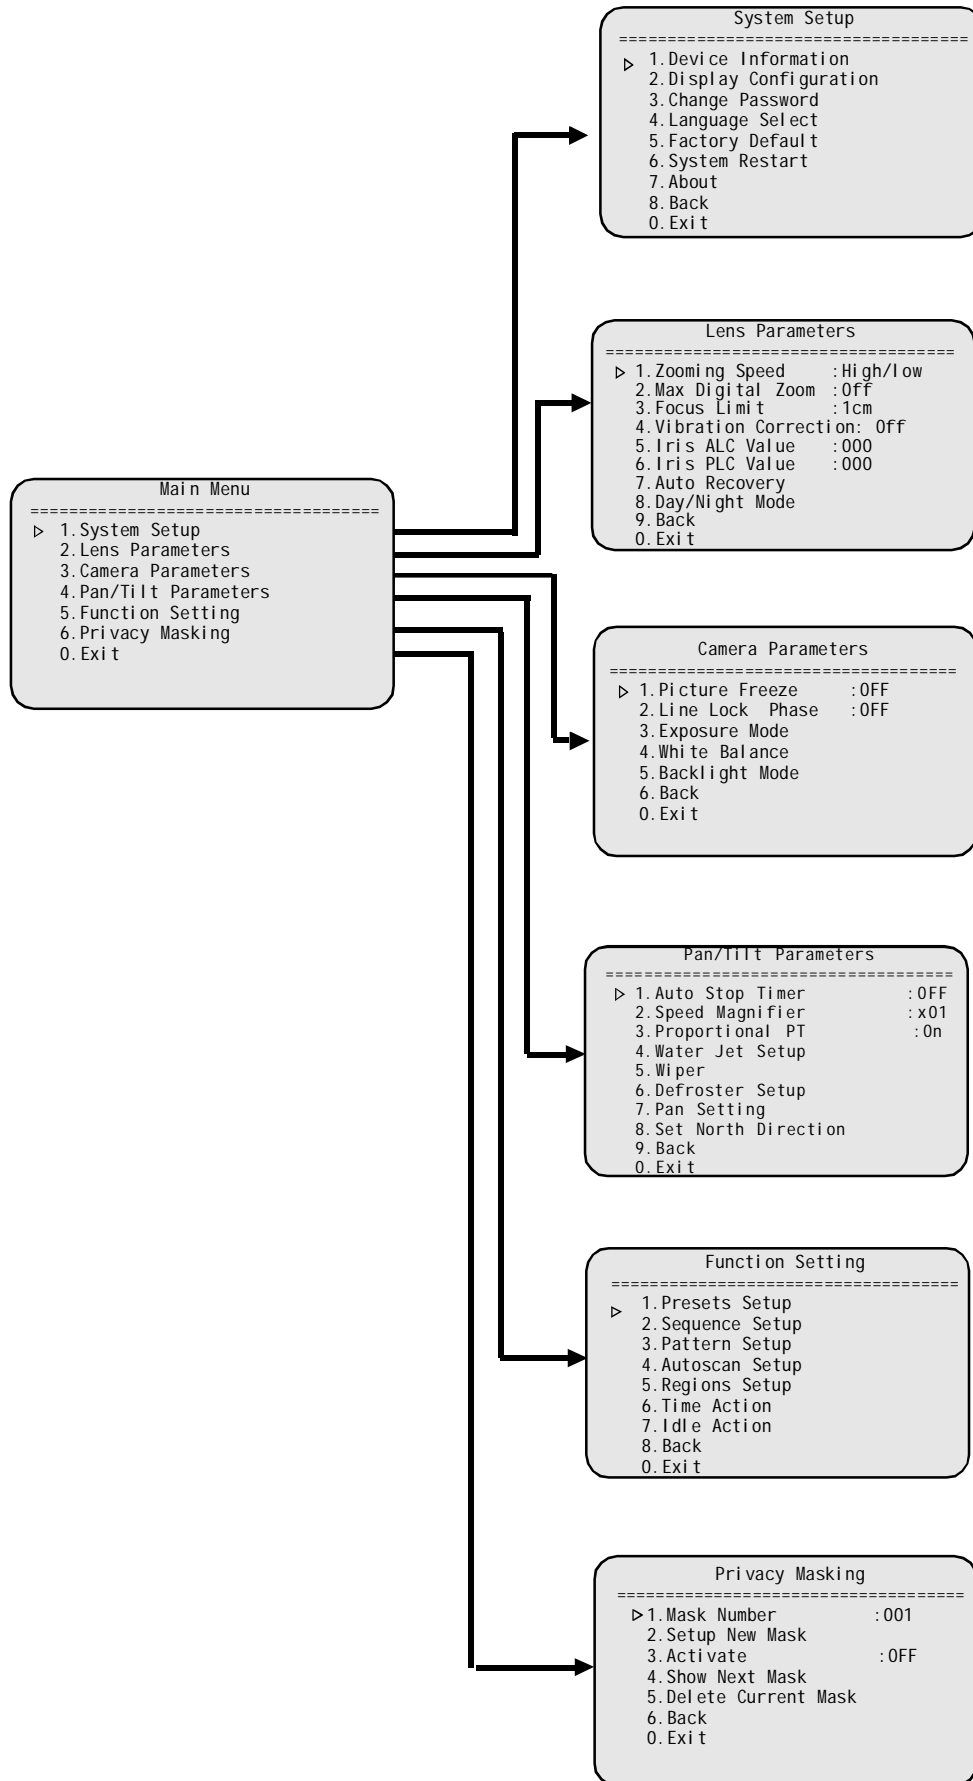 System Setup
====================================
▷ 1.Device Information
2.Display Configuration
3.Change Password
4.Language Select
5.Factory Default
6.System Restart
7.About
8.Back
0.Exit
Lens Parameters
====================================
▷ 1.Zooming Speed :High/low
2.Max Digital Zoom :Off
3.Focus Limit :1cm
4.Vibration Correction: Off
5.Iris ALC Value :000
6.Iris PLC Value :000
7.Auto Recovery
8.Day/Night Mode
9.Back
0.Exit
Main Menu
====================================
▷ 1.System Setup
2.Lens Parameters
3.Camera Parameters
4.Pan/Tilt Parameters
5.Function Setting
6.Privacy Masking
0.Exit
Camera Parameters
====================================
▷ 1.Picture Freeze :OFF
2.Line Lock Phase :OFF
3.Exposure Mode
4.White Balance
5.Backlight Mode
6.Back
0.Exit
Pan/Tilt Parameters
====================================
▷ 1.Auto Stop Timer :OFF
2.Speed Magnifier :x01
3.Proportional PT :On
4.Water Jet Setup
5.Wiper
6.Defroster Setup
7.Pan Setting
8.Set North Direction
9.Back
0.Exit
Function Setting
====================================
▷ 1.Presets Setup
2.Sequence Setup
3.Pattern Setup
4.Autoscan Setup
5.Regions Setup
6.Time Action
7.Idle Action
8.Back
0.Exit
Privacy Masking
====================================
▷1.Mask Number :001
2.Setup New Mask
3.Activate :OFF
4.Show Next Mask
5.Delete Current Mask
6.Back
0.Exit